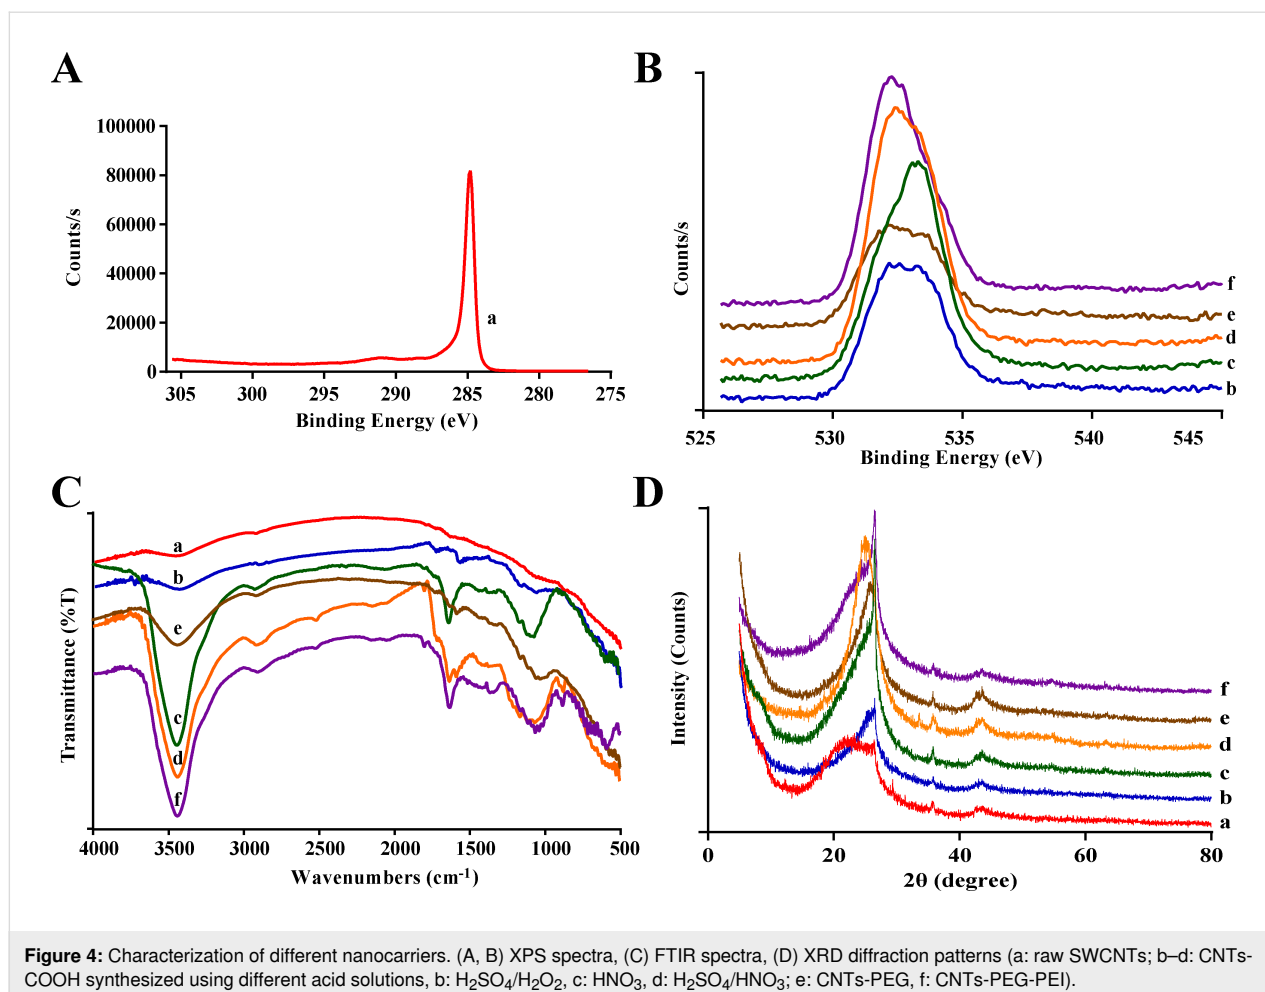 A
100000
80000
60000
40000
20000
0
Counts/s
a
305 300 295 290 285 280 275
Binding Energy (eV)
B
Counts/s
f
e
d
c
b
525 530 535 540 545
Binding Energy (eV)
C
Transmittance (%T)
a
b
e
c
d
f
4000 3500 3000 2500 2000 1500 1000 500
Wavenumbers (cm⁻¹)
D
Intensity (Counts)
f
e
d
c
b
a
0 20 40 60 80
2θ (degree)
Figure 4: Characterization of different nanocarriers. (A, B) XPS spectra, (C) FTIR spectra, (D) XRD diffraction patterns (a: raw SWCNTs; b–d: CNTs-
COOH synthesized using different acid solutions, b: H₂SO₄/H₂O₂, c: HNO₃, d: H₂SO₄/HNO₃; e: CNTs-PEG, f: CNTs-PEG-PEI).